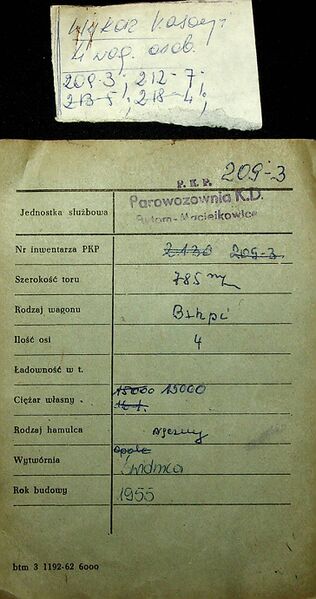 Wykaz Kasacji
4 wag. osob.
209-3; 212-7;
213-5; 218-4;
209-3
P. K. P.
Parowozownia K.D.
Bytom-Maciejkowice
Jednostka służbowa
Nr inwentarza PKP 2130 209-3
Szerokość toru 785 m/m
Rodzaj wagonu Bxhpi
Ilość osi 4
Ładowność w t.
Ciężar własny 15000 15000
Rodzaj hamulca ręczny
Wytwórnia Opole
Świdnica
Rok budowy 1955
btm 3 1192-62 6000